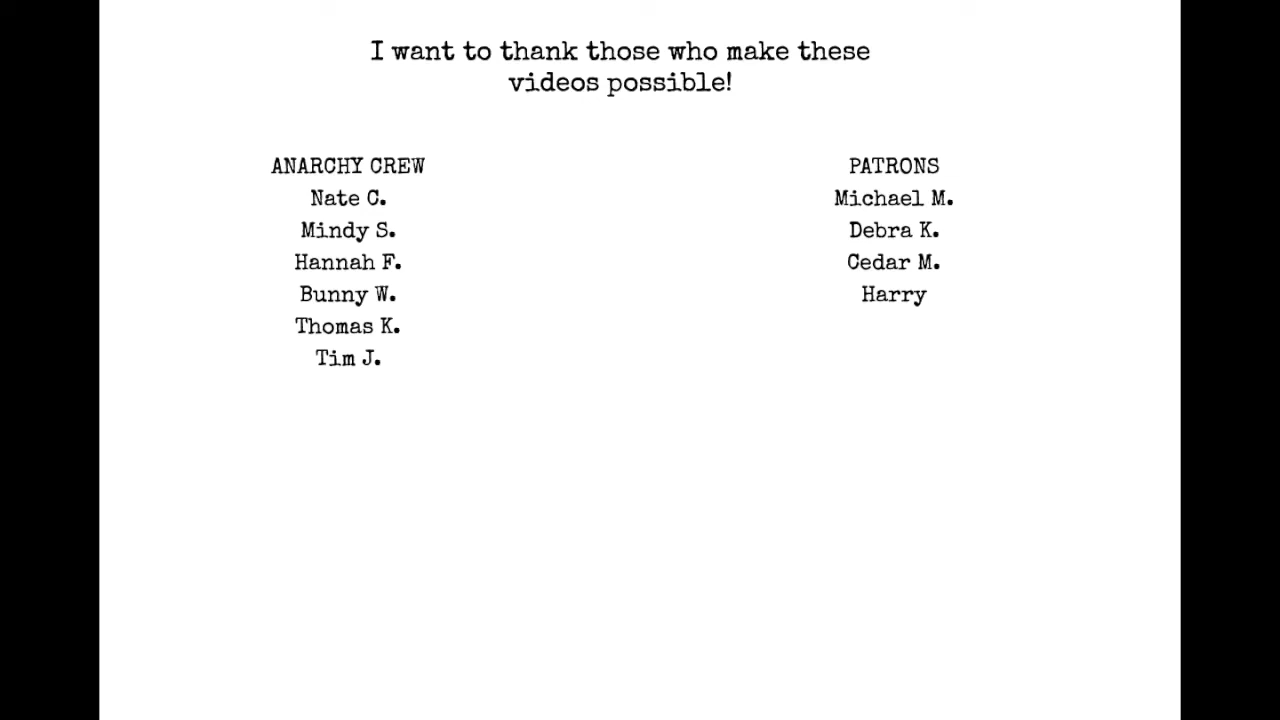 I want to thank those who make these
videos possible!
ANARCHY CREW
Nate C.
Mindy S.
Hannah F.
Bunny W.
Thomas K.
Tim J.
PATRONS
Michael M.
Debra K.
Cedar M.
Harry